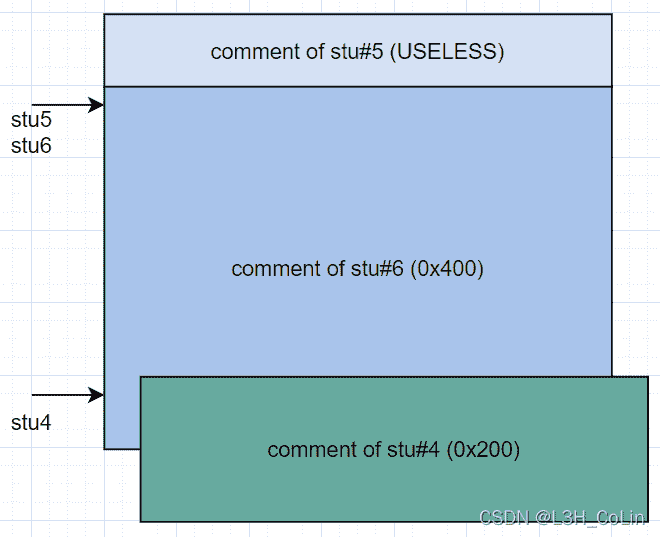 comment of stu#5 (USELESS)
stu5
stu6
comment of stu#6 (0x400)
stu4
comment of stu#4 (0x200)
CSDN @L3H_CoLin